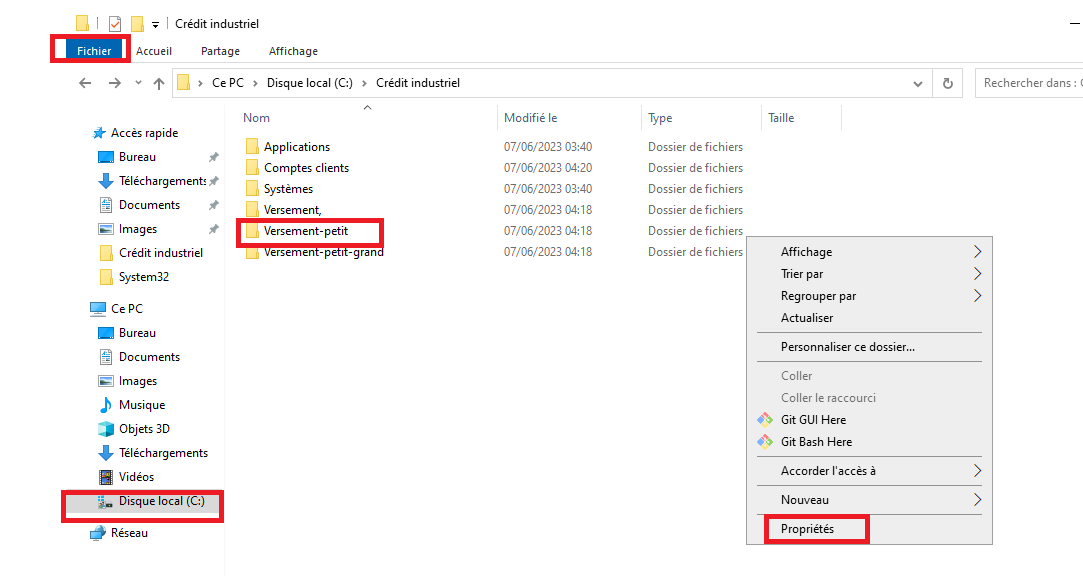 Crédit industriel
Fichier Accueil Partage Affichage
Ce PC Disque local (C:) Crédit industriel
Rechercher dans :
Nom Modifié le Type Taille
Accès rapide
Bureau
Téléchargements
Documents
Images
Crédit industriel
System32
Ce PC
Bureau
Documents
Images
Musique
Objets 3D
Téléchargements
Vidéos
Disque local (C:)
Réseau
Applications 07/06/2023 03:40 Dossier de fichiers
Comptes clients 07/06/2023 04:20 Dossier de fichiers
Systèmes 07/06/2023 03:40 Dossier de fichiers
Versement, 07/06/2023 04:18 Dossier de fichiers
Versement-petit 07/06/2023 04:18 Dossier de fichiers
Versement-petit-grand 07/06/2023 04:18 Dossier de fichiers
Affichage
Trier par
Regrouper par
Actualiser
Personnaliser ce dossier...
Coller
Coller le raccourci
Git GUI Here
Git Bash Here
Accorder l'accès à
Nouveau
Propriétés